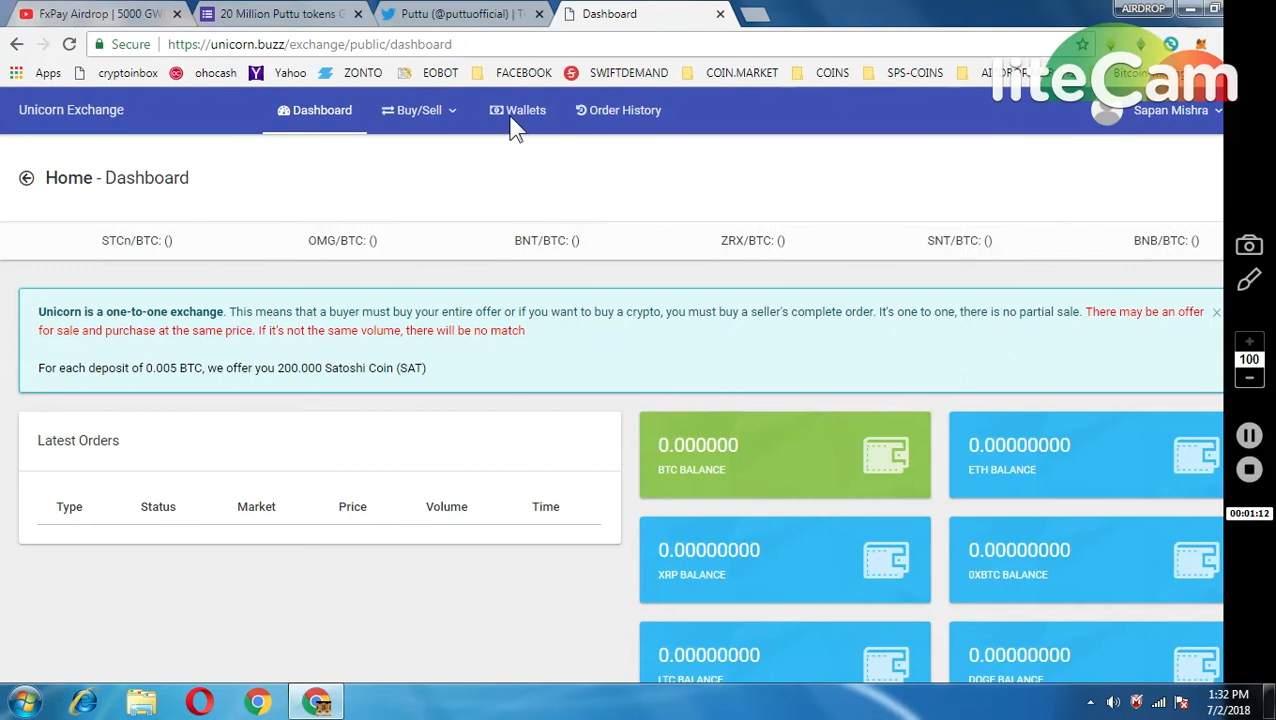 FxPay Airdrop | 5000 GW
20 Million Puttu tokens G
Puttu (@puttuofficial) | T
Dashboard
AIRDROP
Secure
https://unicorn.buzz/exchange/public/dashboard
Apps
cryptoinbox
ohocash
Yahoo
EOBOT
FACEBOOK
SWIFTDEMAND
COIN.MARKET
COINS
SPS-COINS
liteCam
Unicorn Exchange
Dashboard
Buy/Sell
Wallets
Order History
Sapan Mishra
Home - Dashboard
STCn/BTC: ()
OMG/BTC: ()
BNT/BTC: ()
ZRX/BTC: ()
SNT/BTC: ()
BNB/BTC: ()
Unicorn is a one-to-one exchange. This means that a buyer must buy your entire offer or if you want to buy a crypto, you must buy a seller's complete order. It's one to one, there is no partial sale. There may be an offer
for sale and purchase at the same price. If it's not the same volume, there will be no match
For each deposit of 0.005 BTC, we offer you 200.000 Satoshi Coin (SAT)
100
Latest Orders
Type
Status
Market
Price
Volume
Time
0.000000
BTC BALANCE
0.00000000
ETH BALANCE
00:01:12
0.00000000
XRP BALANCE
0.00000000
0XBTC BALANCE
0.00000000
LTC BALANCE
0.00000000
DOGE BALANCE
1:32 PM
7/2/2018